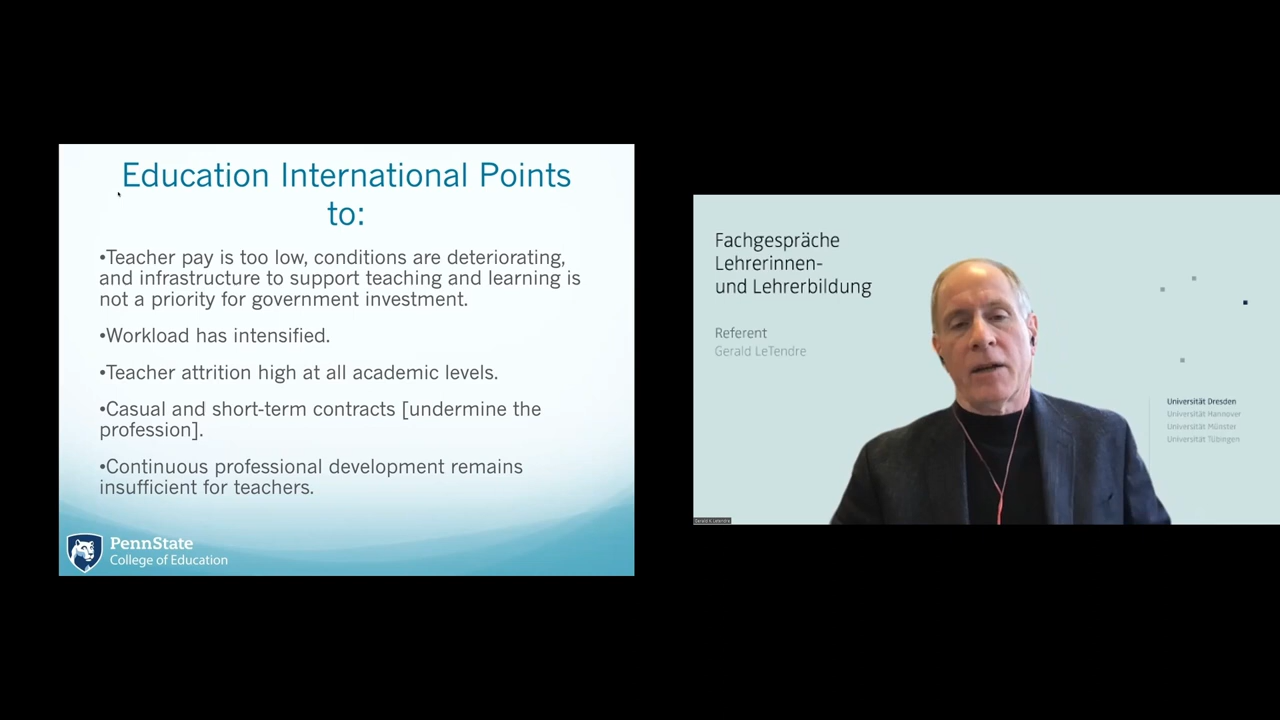 Education International Points
to:
•Teacher pay is too low, conditions are deteriorating,
and infrastructure to support teaching and learning is
not a priority for government investment.
•Workload has intensified.
•Teacher attrition high at all academic levels.
•Casual and short-term contracts [undermine the
profession].
•Continuous professional development remains
insufficient for teachers.
PennState
College of Education
Fachgespräche
Lehrerinnen-
und Lehrerbildung
Referent
Gerald LeTendre
Universität Dresden
Universität Hannover
Universität Münster
Universität Tübingen